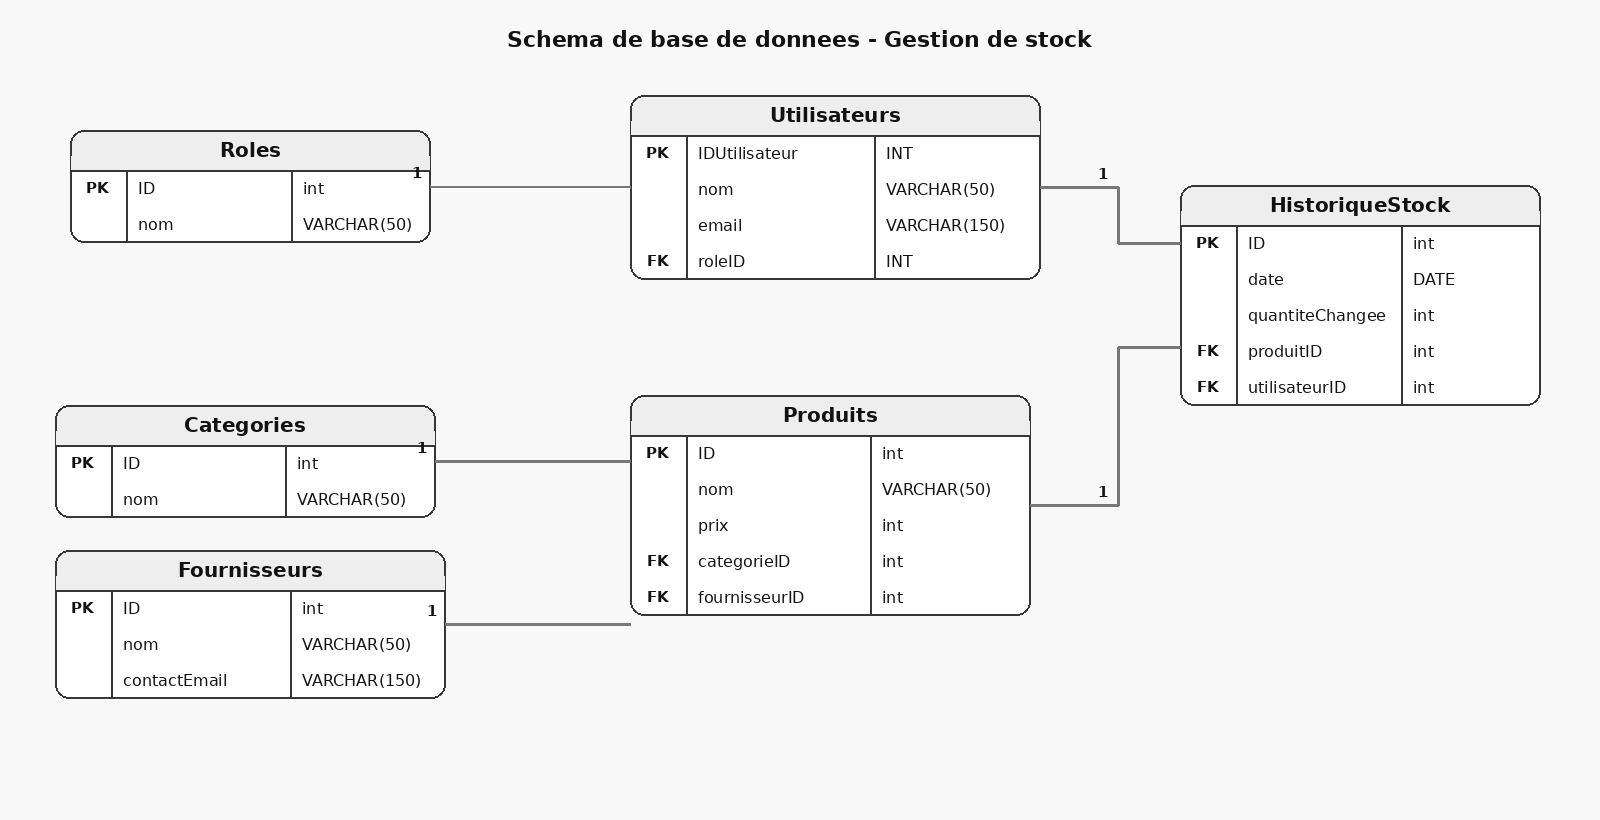 Schema de base de donnees - Gestion de stock
Roles
PK ID int
nom VARCHAR(50)
1
Utilisateurs
PK IDUtilisateur INT
nom VARCHAR(50)
email VARCHAR(150)
FK roleID INT
1
HistoriqueStock
PK ID int
date DATE
quantiteChangee int
FK produitID int
FK utilisateurID int
Categories
PK ID int
nom VARCHAR(50)
1
Produits
PK ID int
nom VARCHAR(50)
prix int
FK categorieID int
FK fournisseurID int
1
Fournisseurs
PK ID int
nom VARCHAR(50)
contactEmail VARCHAR(150)
1